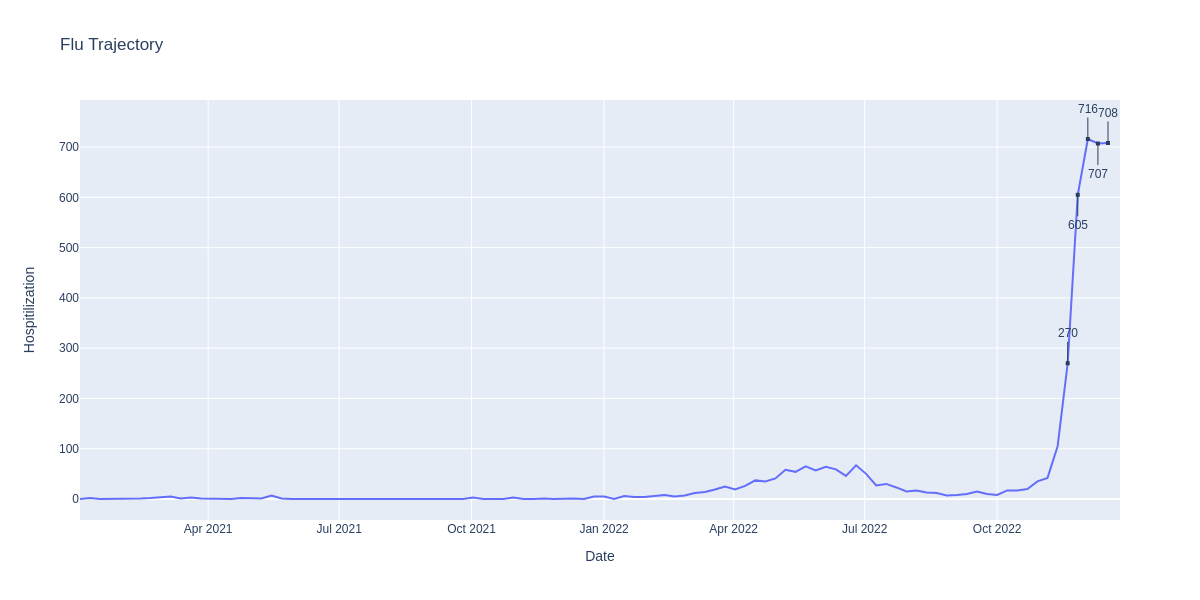 Flu Trajectory
716
708
700
707
600
605
500
400
270
300
200
100
0
Apr 2021
Jul 2021
Oct 2021
Jan 2022
Apr 2022
Jul 2022
Oct 2022
Date
Hospitilization